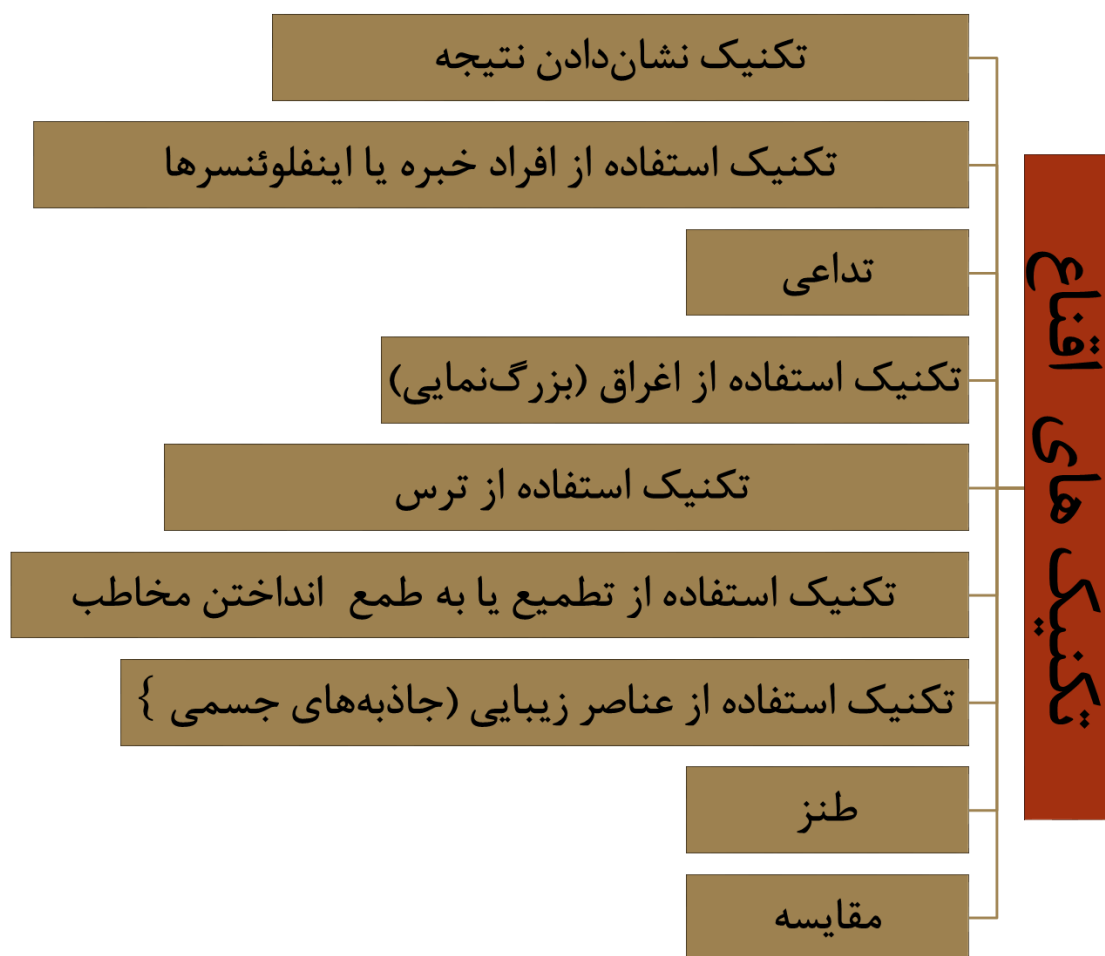 تکنیک های اقناع
تکنیک نشان‌دادن نتیجه
تکنیک استفاده از افراد خبره یا اینفلوئنسرها
تداعی
تکنیک استفاده از اغراق (بزرگ‌نمایی)
تکنیک استفاده از ترس
تکنیک استفاده از تطمیع یا به طمع انداختن مخاطب
تکنیک استفاده از عناصر زیبایی (جاذبه‌های جسمی }
طنز
مقایسه